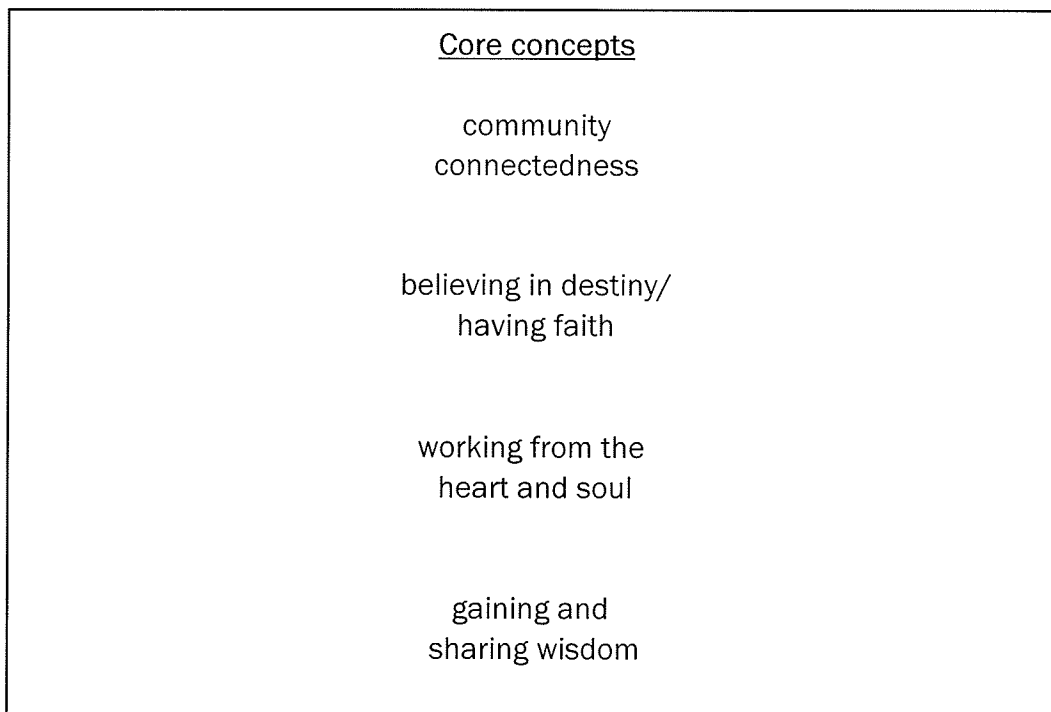 Core concepts
community
connectedness
believing in destiny/
having faith
working from the
heart and soul
gaining and
sharing wisdom